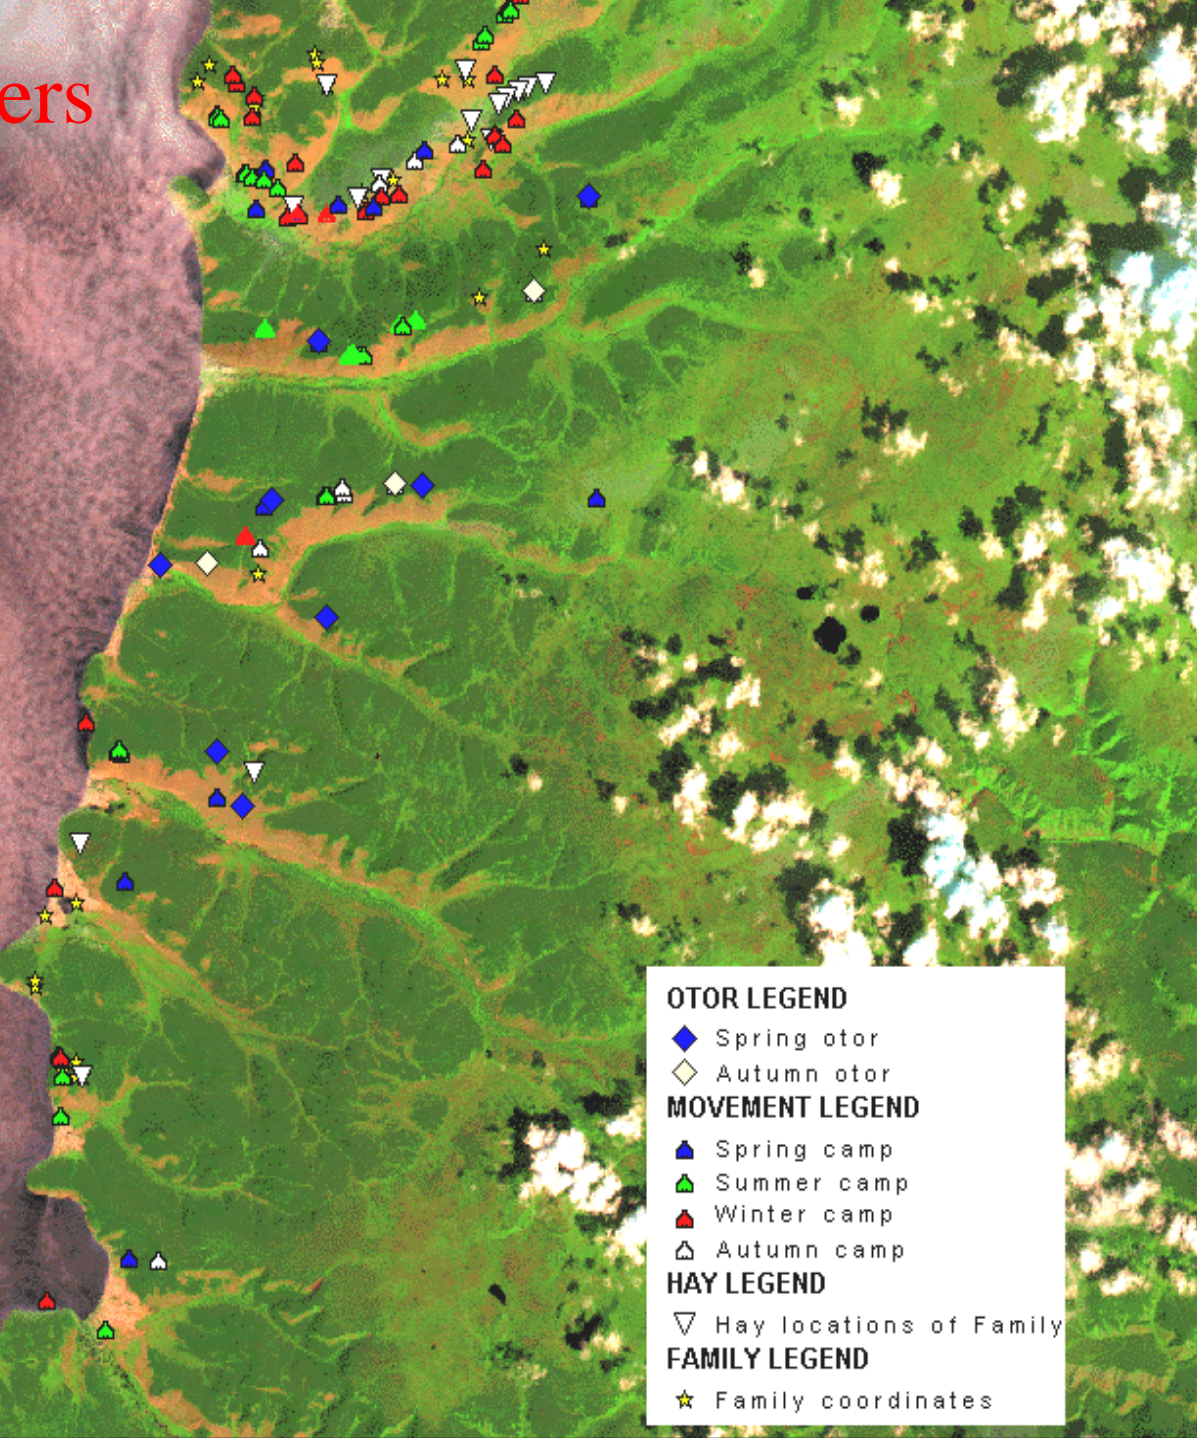 ers
OTOR LEGEND
Spring otor
Autumn otor
MOVEMENT LEGEND
Spring camp
Summer camp
Winter camp
Autumn camp
HAY LEGEND
Hay locations of Family
FAMILY LEGEND
Family coordinates